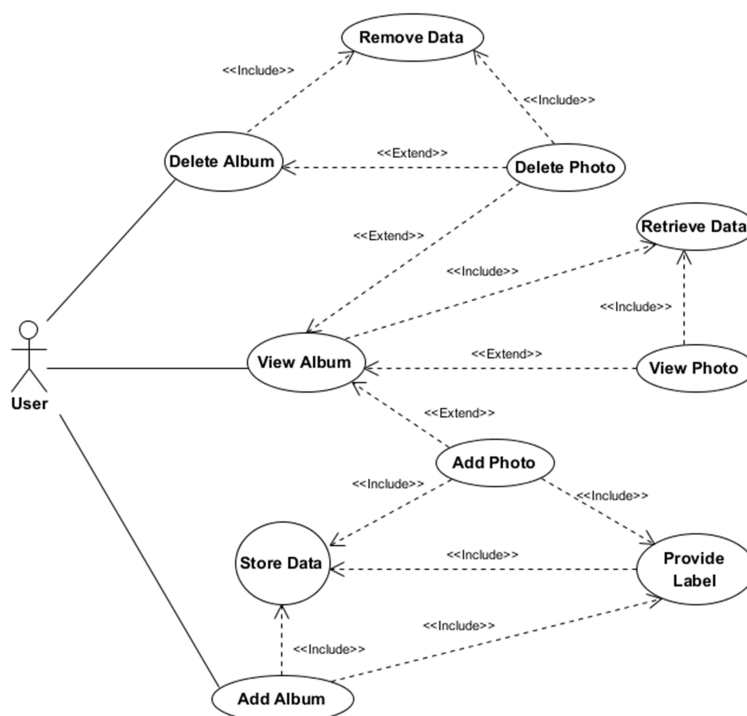 Remove Data
<<Include>>
<<Include>>
Delete Album
<<Extend>>
Delete Photo
Retrieve Data
<<Extend>>
<<Include>>
<<Include>>
View Album
<<Extend>>
View Photo
User
<<Extend>>
Add Photo
<<Include>>
<<Include>>
Store Data
<<Include>>
Provide
Label
<<Include>>
<<Include>>
Add Album